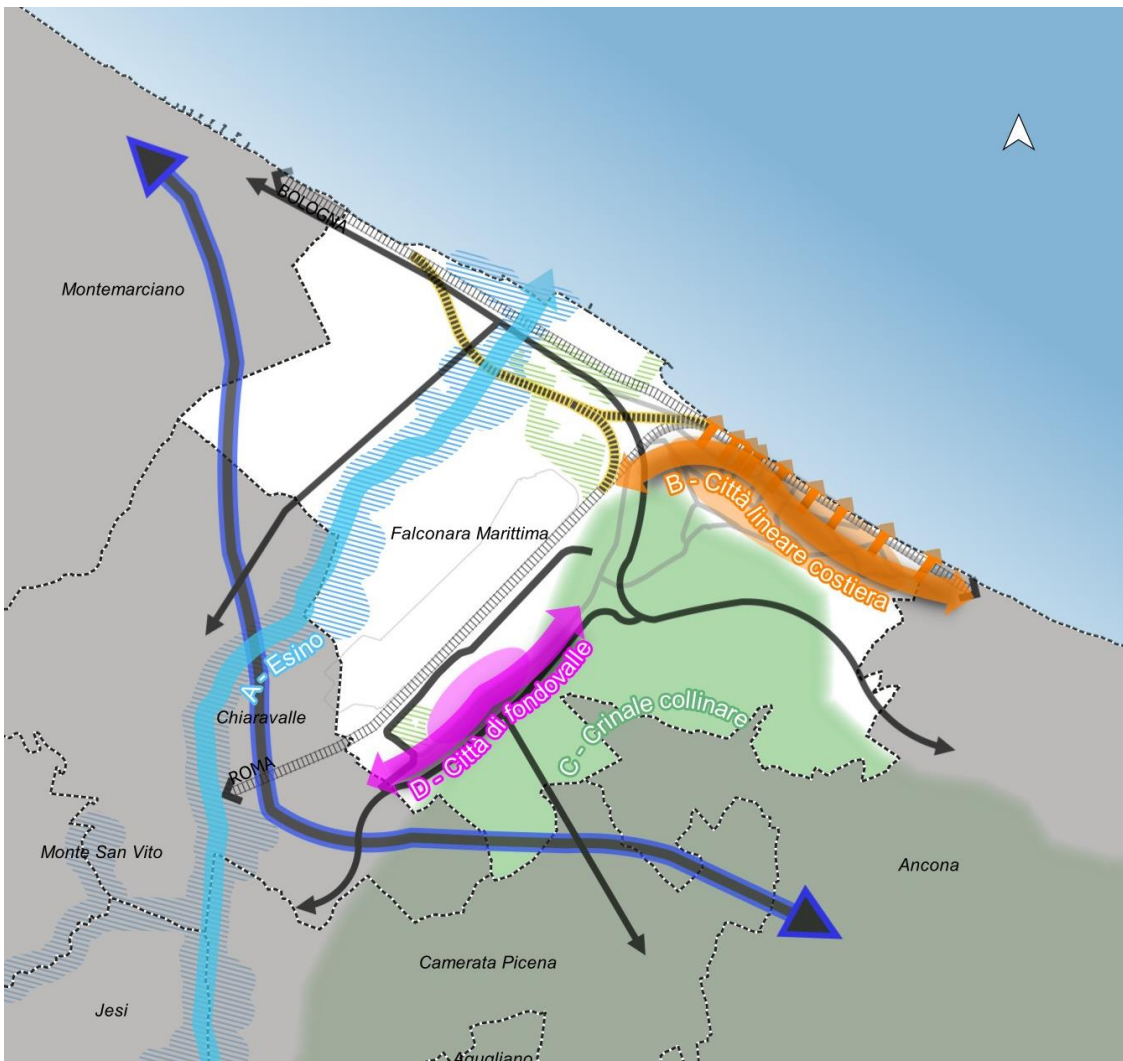 BOLOGNA
Montemarciano
Falconara Marittima
B - Città lineare costiera
A - Esino
Chiaravalle
C - Crinale collinare
D - Città di fondovalle
ROMA
Monte San Vito
Ancona
Camerata Picena
Jesi
Agugliano